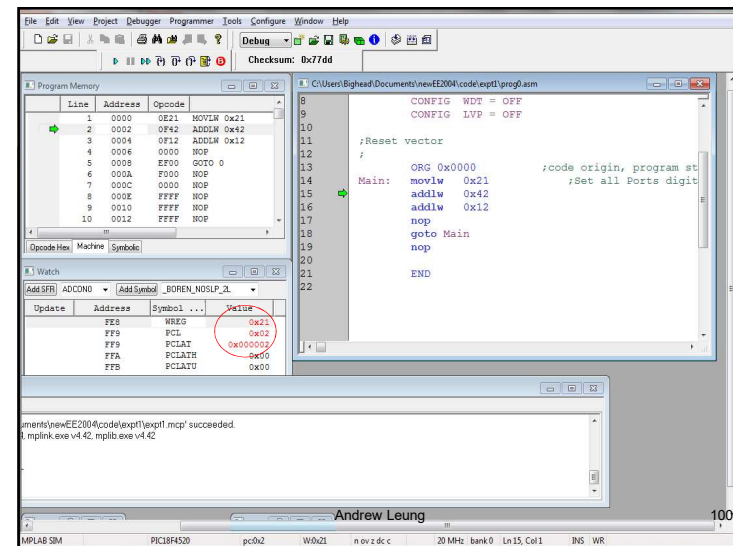 File Edit View Project Debugger Programmer Tools Configure Window Help
Debug
Checksum: 0x77dd
Program Memory
Line Address Opcode
1 0000 0E21 MOVLW 0x21
2 0002 0F42 ADDLW 0x42
3 0004 0F12 ADDLW 0x12
4 0006 0000 NOP
5 0008 EF00 GOTO 0
6 000A F000 NOP
7 000C 0000 NOP
8 000E FFFF NOP
9 0010 FFFF NOP
10 0012 FFFF NOP
Opcode Hex Machine Symbolic
C:\Users\Bighead\Documents\newEE2004\code\expt1\prog0.asm
8 CONFIG WDT = OFF
9 CONFIG LVP = OFF
10
11 ;Reset vector
12 ;
13 ORG 0x0000 ;code origin, program st
14 Main: movlw 0x21 ;Set all Ports digit
15 addlw 0x42
16 addlw 0x12
17 nop
18 goto Main
19 nop
20
21 END
22
Watch
Add SFR ADCON0 Add Symbol _BOREN_NOSLP_2L
Update Address Symbol ... Value
FE8 WREG 0x21
FF9 PCL 0x02
FF9 PCLAT 0x000002
FFA PCLATH 0x00
FFB PCLATU 0x00
uments\newEE2004\code\expt1\expt1.mcp' succeeded.
, mplink.exe v4.42, mplib.exe v4.42
Andrew Leung
100
MPLAB SIM PIC18F4520 pc:0x2 W:0x21 n ov z dc c 20 MHz bank 0 Ln 15, Col 1 INS WR